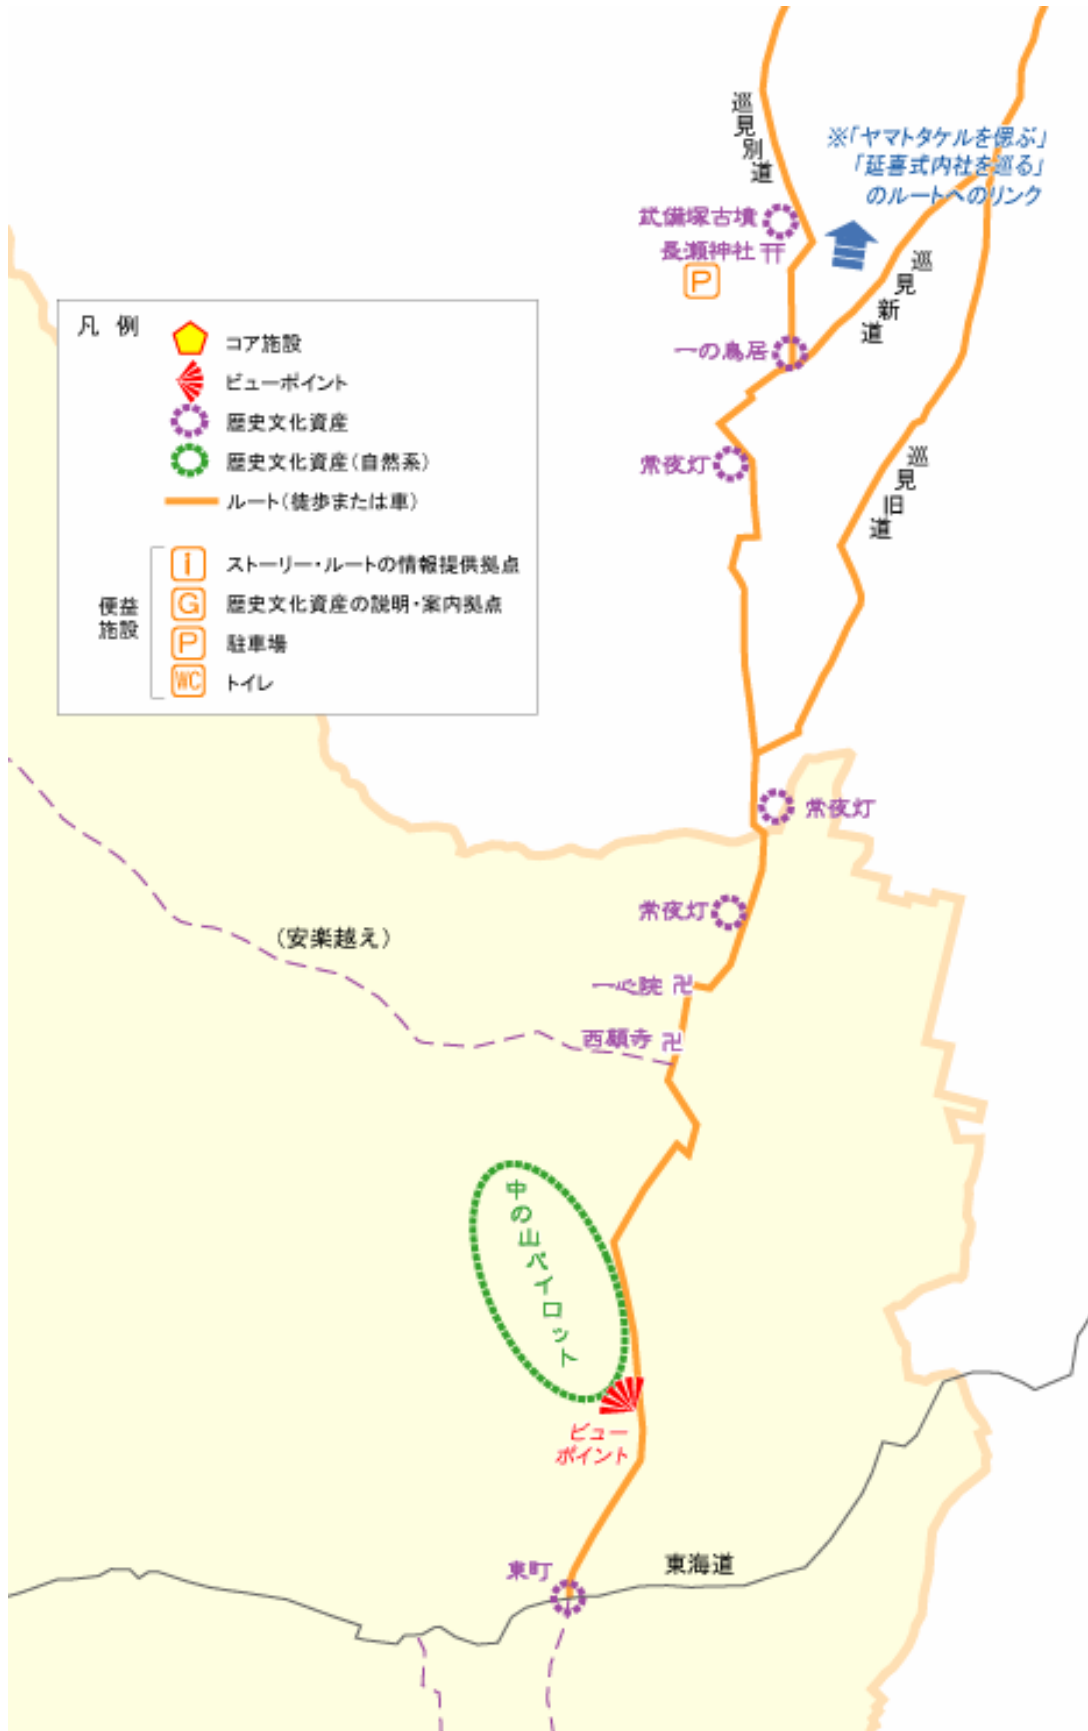 巡見別道
※「ヤマトタケルを偲ぶ」
「延喜式内社を巡る」
のルートへのリンク
武備塚古墳
長瀬神社
P
巡見新道
一の鳥居
常夜灯
巡見旧道
凡 例
コア施設
ビューポイント
歴史文化資産
歴史文化資産(自然系)
ルート(徒歩または車)
便益
施設
i ストーリー・ルートの情報提供拠点
G 歴史文化資産の説明・案内拠点
P 駐車場
WC トイレ
常夜灯
常夜灯
(安楽越え)
一心院 卍
西願寺 卍
中の山パイロット
ビュー
ポイント
東町
東海道